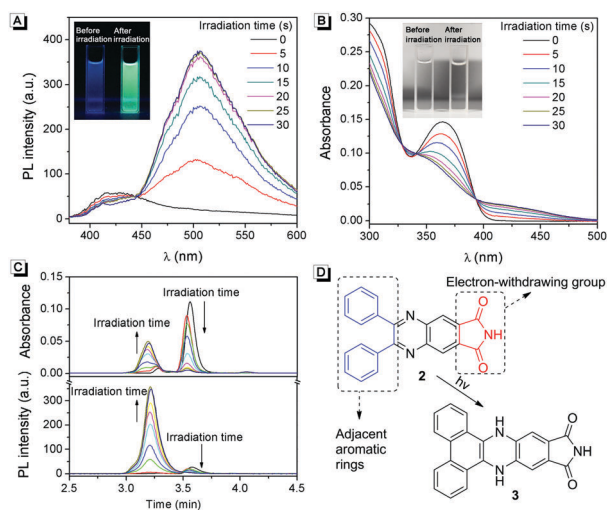 A
Before irradiation
After irradiation
Irradiation time (s)
0
5
10
15
20
25
30
PL intensity (a.u.)
400
300
200
100
50
0
400
450
500
550
600
λ (nm)
B
Before irradiation
After irradiation
Irradiation time (s)
0
5
10
15
20
25
30
Absorbance
0.30
0.25
0.20
0.15
0.10
0.05
0.00
300
350
400
450
500
λ (nm)
C
Absorbance
0.15
0.10
0.05
0.00
Irradiation time
Irradiation time
PL intensity (a.u.)
350
300
250
200
150
100
50
0
Irradiation time
Irradiation time
2.5
3.0
3.5
4.0
4.5
Time (min)
D
Electron-withdrawing group
N
N
O
NH
O
2
hv
Adjacent
aromatic
rings
H
N
N
H
O
NH
O
3